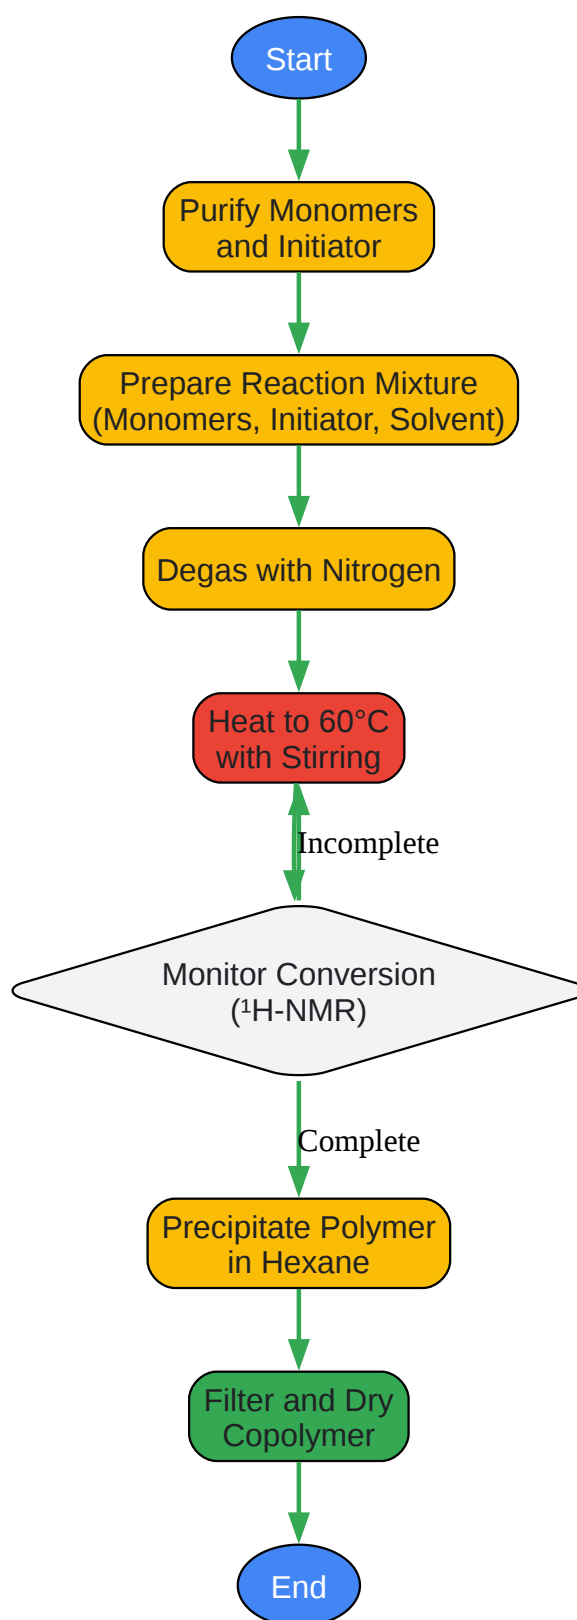 Start
Purify Monomers
and Initiator
Prepare Reaction Mixture
(Monomers, Initiator, Solvent)
Degas with Nitrogen
Heat to 60°C
with Stirring
Incomplete
Monitor Conversion
(¹H-NMR)
Complete
Precipitate Polymer
in Hexane
Filter and Dry
Copolymer
End